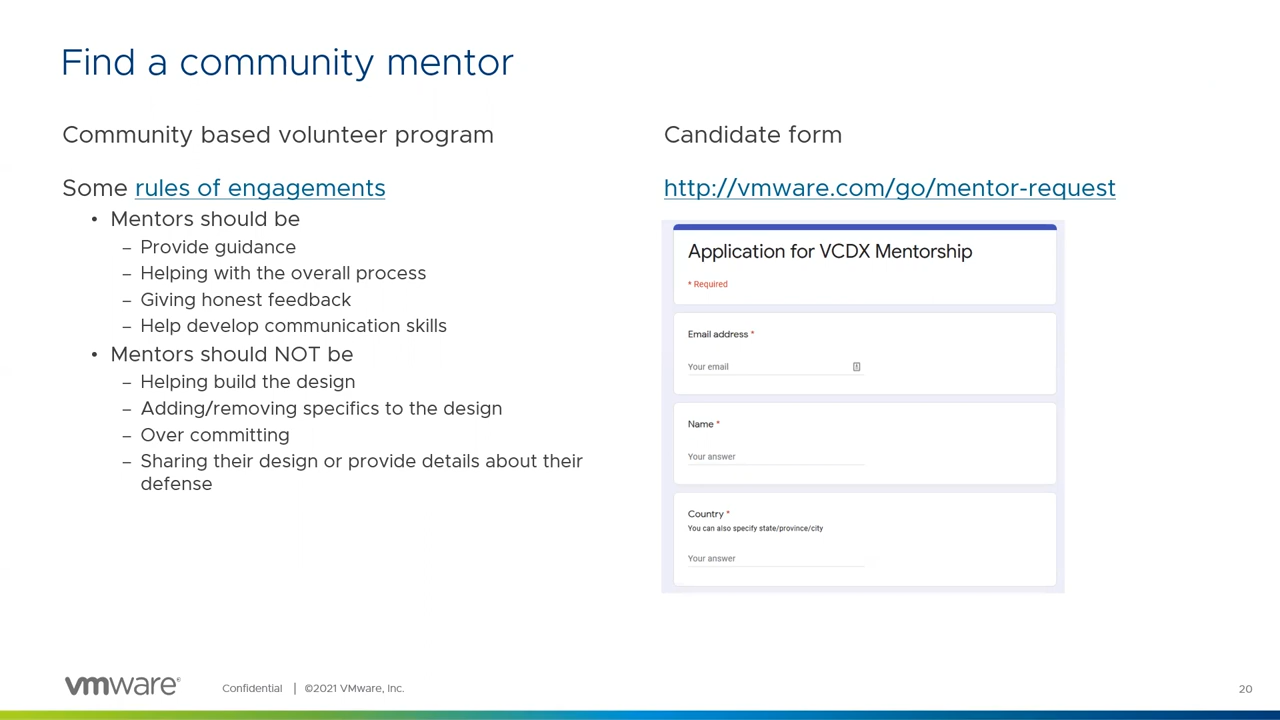 Find a community mentor
Community based volunteer program
Some rules of engagements
• Mentors should be
– Provide guidance
– Helping with the overall process
– Giving honest feedback
– Help develop communication skills
• Mentors should NOT be
– Helping build the design
– Adding/removing specifics to the design
– Over committing
– Sharing their design or provide details about their
defense
Candidate form
http://vmware.com/go/mentor-request
Application for VCDX Mentorship
* Required
Email address *
Your email
Name *
Your answer
Country *
You can also specify state/province/city
Your answer
vmware®
Confidential | ©2021 VMware, Inc.
20